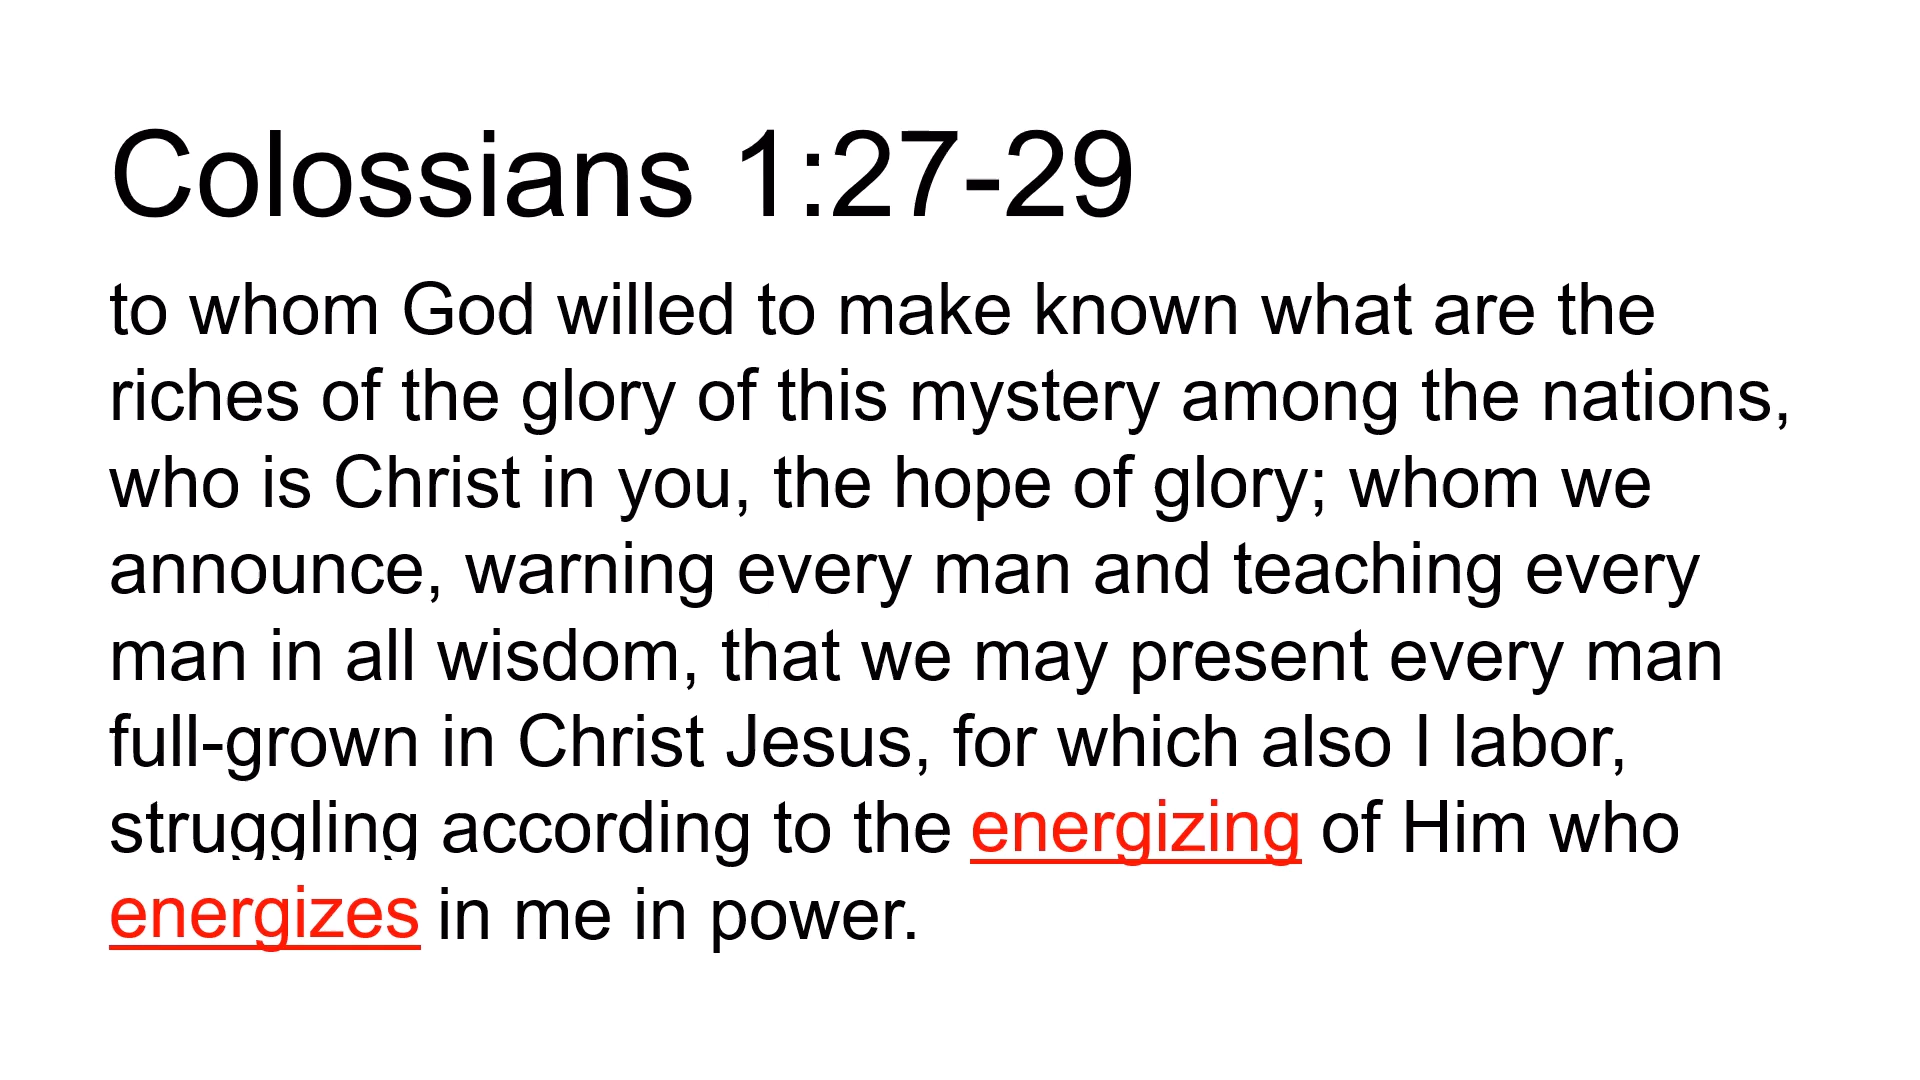 Colossians 1:27-29
to whom God willed to make known what are the
riches of the glory of this mystery among the nations,
who is Christ in you, the hope of glory; whom we
announce, warning every man and teaching every
man in all wisdom, that we may present every man
full-grown in Christ Jesus, for which also I labor,
struggling according to the energizing of Him who
energizes in me in power.